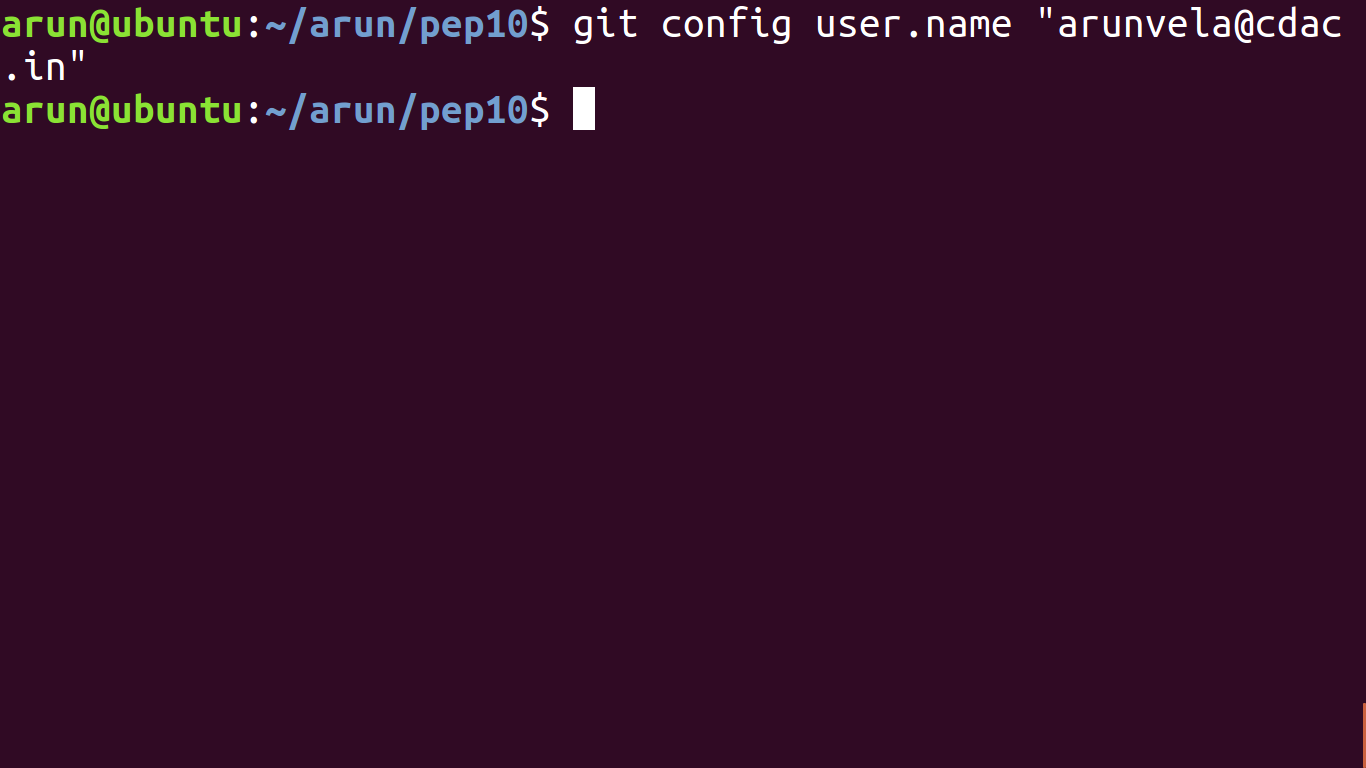 arun@ubuntu:~/arun/pep10$ git config user.name "arunvela@cdac
.in"
arun@ubuntu:~/arun/pep10$